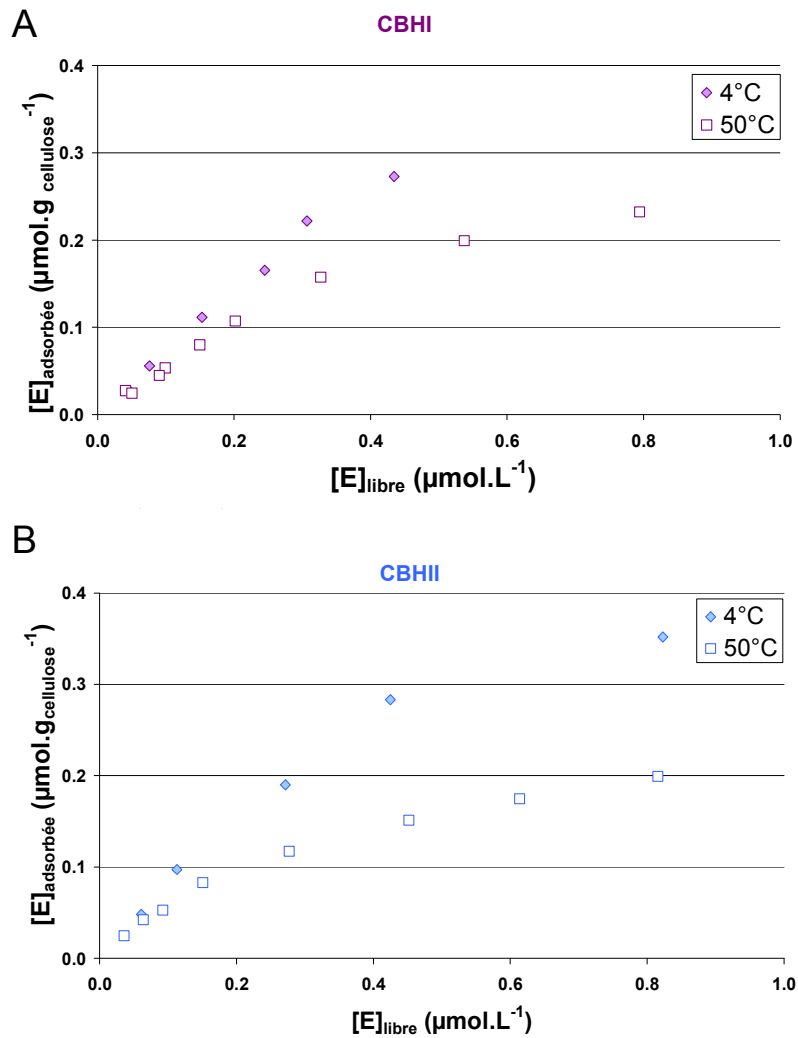 A
CBHI
0.4
0.3
0.2
0.1
0.0
[E]adsorbée (µmol.g cellulose-1)
4°C
50°C
0.0 0.2 0.4 0.6 0.8 1.0
[E]libre (µmol.L-1)
B
CBHII
0.4
0.3
0.2
0.1
0.0
[E]adsorbée (µmol.gcellulose-1)
4°C
50°C
0.0 0.2 0.4 0.6 0.8 1.0
[E]libre (µmol.L-1)